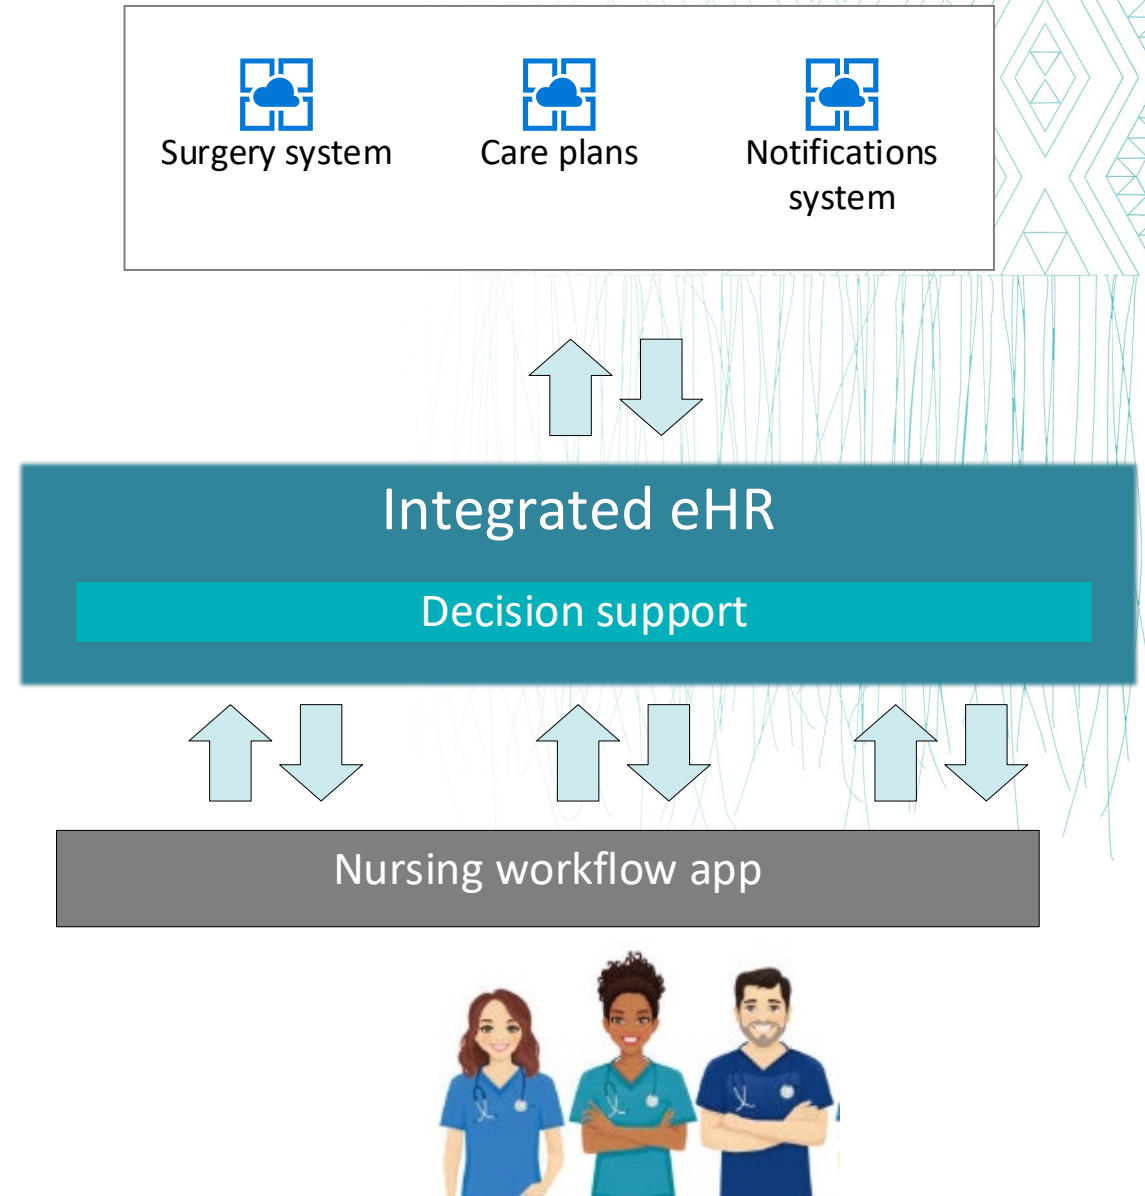 Surgery system
Care plans
Notifications
system
Integrated eHR
Decision support
Nursing workflow app